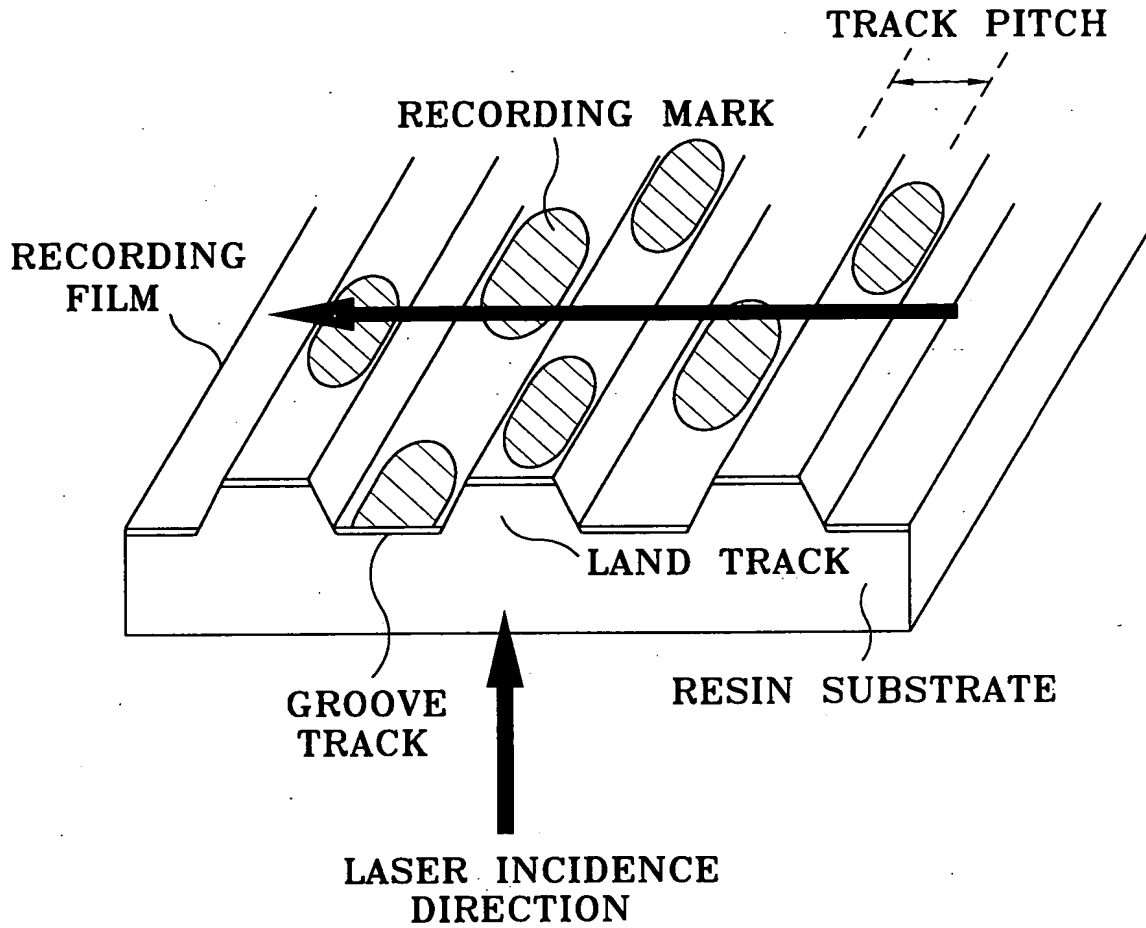 TRACK PITCH
RECORDING MARK
RECORDING
FILM
LAND TRACK
GROOVE
TRACK
RESIN SUBSTRATE
LASER INCIDENCE
DIRECTION